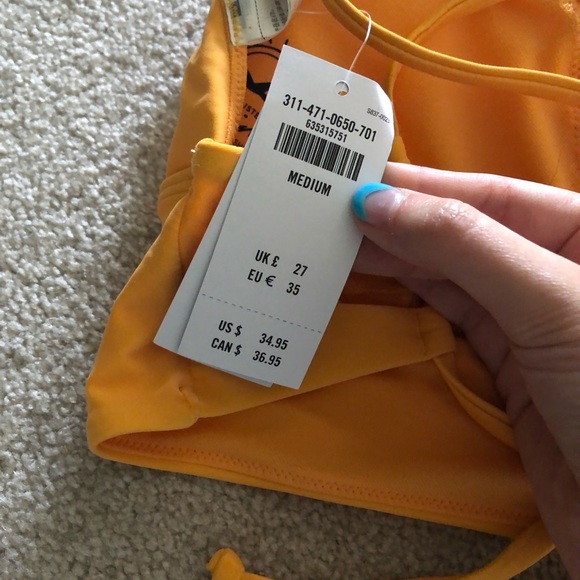 311-471-0650-701
635315751
MEDIUM
UK £ 27
EU € 35
US $ 34.95
CAN $ 36.95